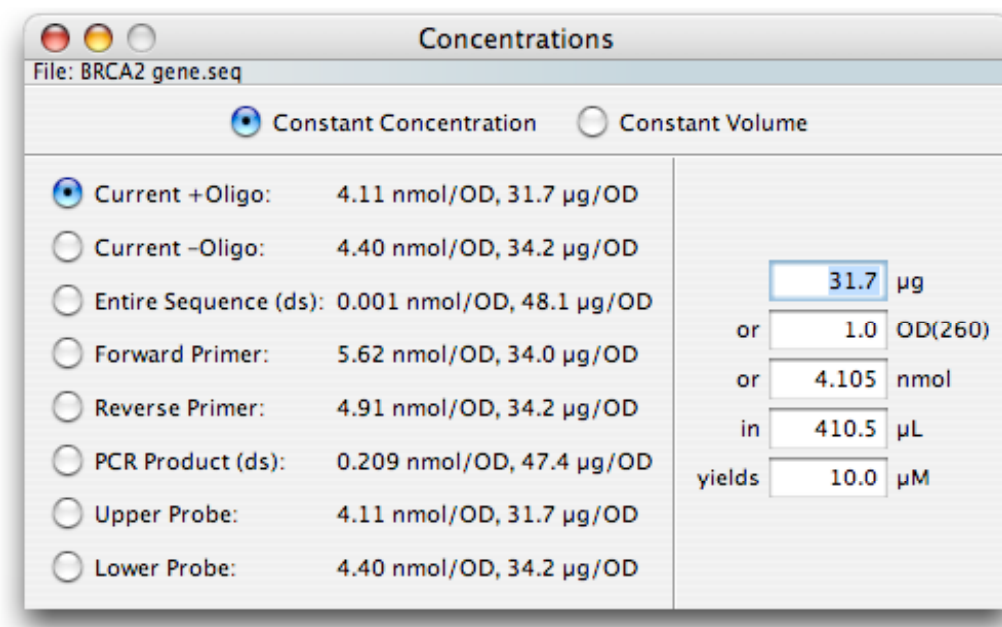 Concentrations
File: BRCA2 gene.seq
Constant Concentration Constant Volume
Current +Oligo: 4.11 nmol/OD, 31.7 µg/OD
Current –Oligo: 4.40 nmol/OD, 34.2 µg/OD
Entire Sequence (ds): 0.001 nmol/OD, 48.1 µg/OD
Forward Primer: 5.62 nmol/OD, 34.0 µg/OD
Reverse Primer: 4.91 nmol/OD, 34.2 µg/OD
PCR Product (ds): 0.209 nmol/OD, 47.4 µg/OD
Upper Probe: 4.11 nmol/OD, 31.7 µg/OD
Lower Probe: 4.40 nmol/OD, 34.2 µg/OD
31.7 µg
or 1.0 OD(260)
or 4.105 nmol
in 410.5 µL
yields 10.0 µM